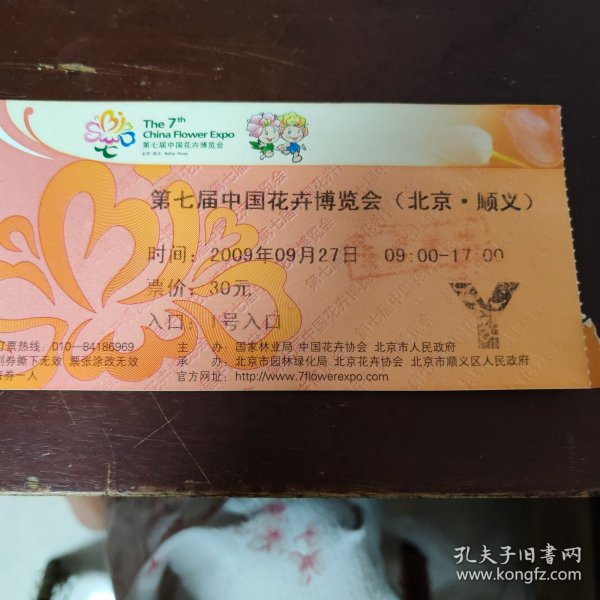 The 7th
China Flower Expo
第七届中国花卉博览会
第七届中国花卉博览会（北京·顺义）
时间：2009年09月27日 09:00-17:00
票价：30元
入口：1号入口
订票热线：010—84186969
副券撕下无效 票张涂改无效
每券一人
主 办：国家林业局 中国花卉协会 北京市人民政府
承 办：北京市园林绿化局 北京花卉协会 北京市顺义区人民政府
官方网址：http://www.7flowerexpo.com
Y
孔夫子旧书网
www.kongfz.com